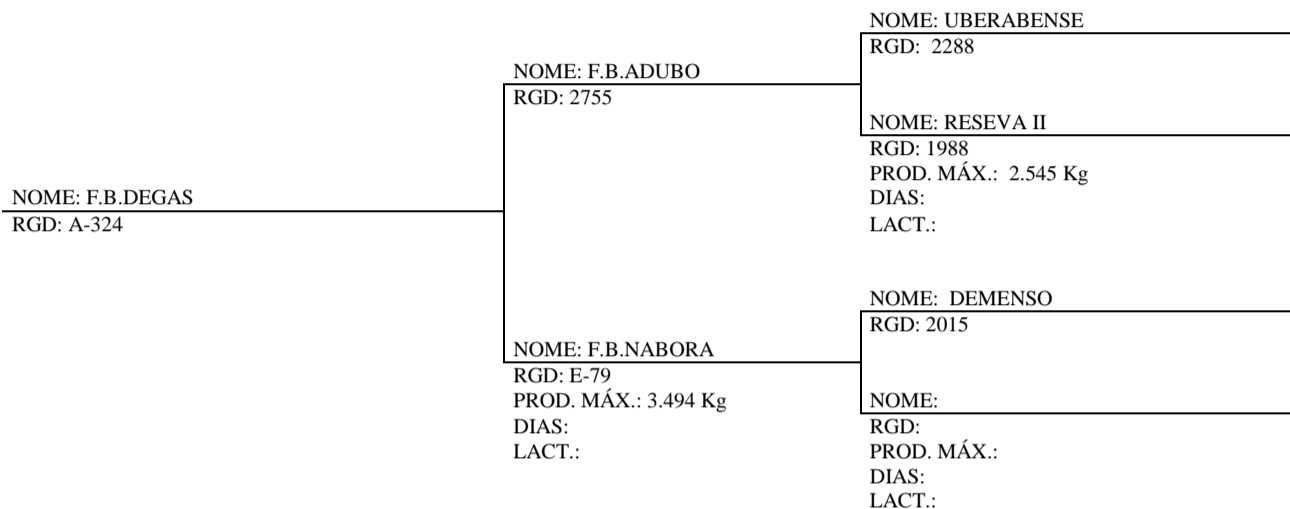 NOME: UBERABENSE
RGD: 2288
NOME: F.B.ADUBO
RGD: 2755
NOME: RESEVA II
RGD: 1988
PROD. MÁX.: 2.545 Kg
DIAS:
LACT.:
NOME: F.B.DEGAS
RGD: A-324
NOME: DEMENSO
RGD: 2015
NOME: F.B.NABORA
RGD: E-79
PROD. MÁX.: 3.494 Kg
DIAS:
LACT.:
NOME:
RGD:
PROD. MÁX.:
DIAS:
LACT.: